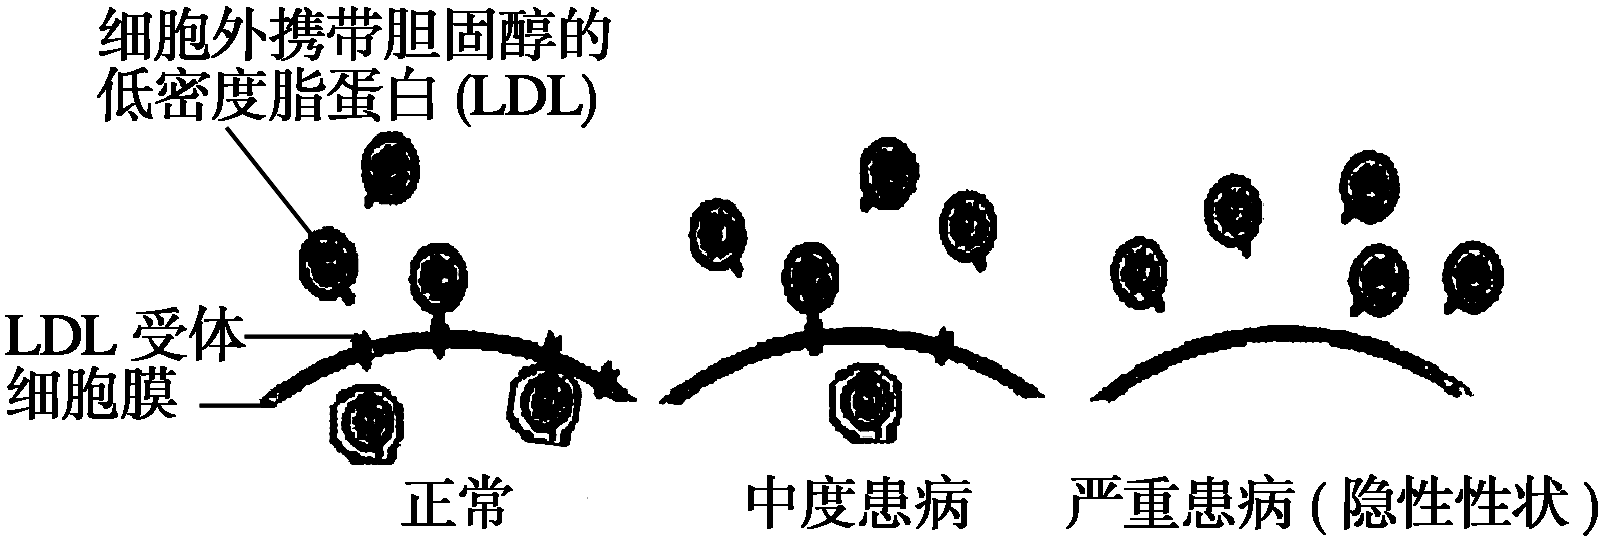 细胞外携带胆固醇的
低密度脂蛋白(LDL)
LDL 受体
细胞膜
正常
中度患病
严重患病(隐性性状)